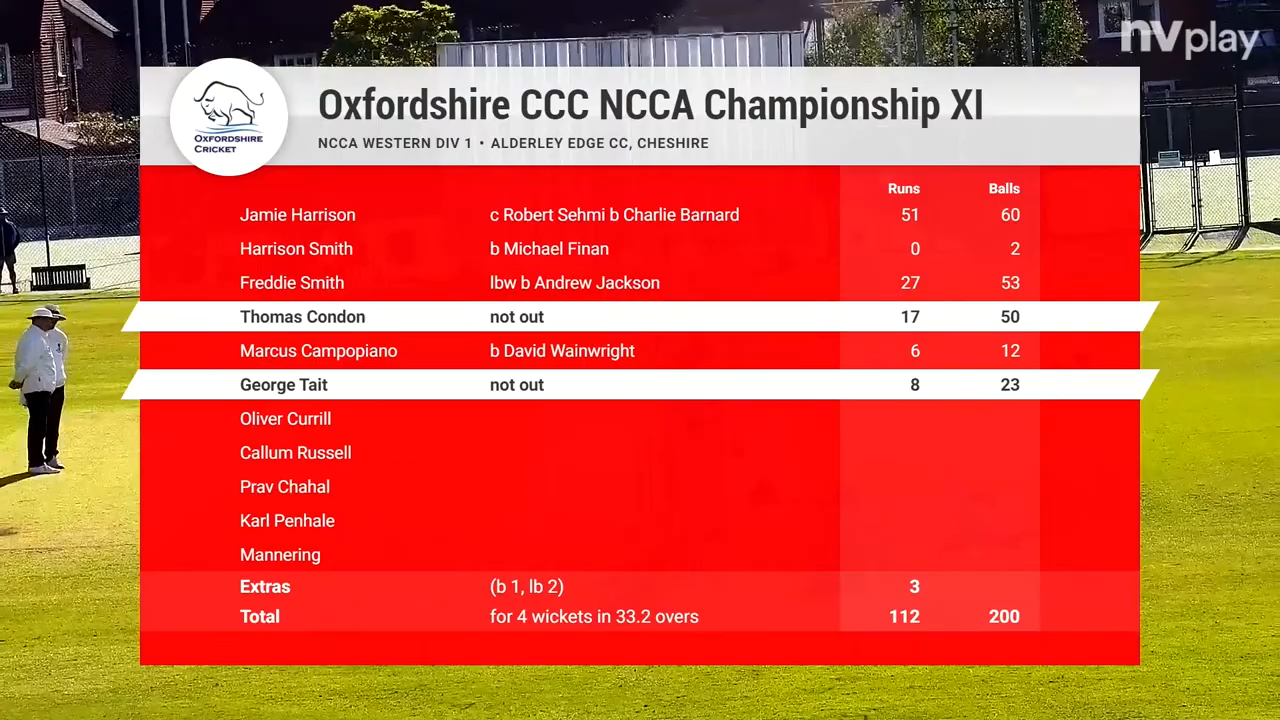 nvplay
Oxfordshire CCC NCCA Championship XI
NCCA WESTERN DIV 1 • ALDERLEY EDGE CC, CHESHIRE
OXFORDSHIRE
CRICKET
Runs Balls
Jamie Harrison c Robert Sehmi b Charlie Barnard 51 60
Harrison Smith b Michael Finan 0 2
Freddie Smith lbw b Andrew Jackson 27 53
Thomas Condon not out 17 50
Marcus Campopiano b David Wainwright 6 12
George Tait not out 8 23
Oliver Currill
Callum Russell
Prav Chahal
Karl Penhale
Mannering
Extras (b 1, lb 2) 3
Total for 4 wickets in 33.2 overs 112 200